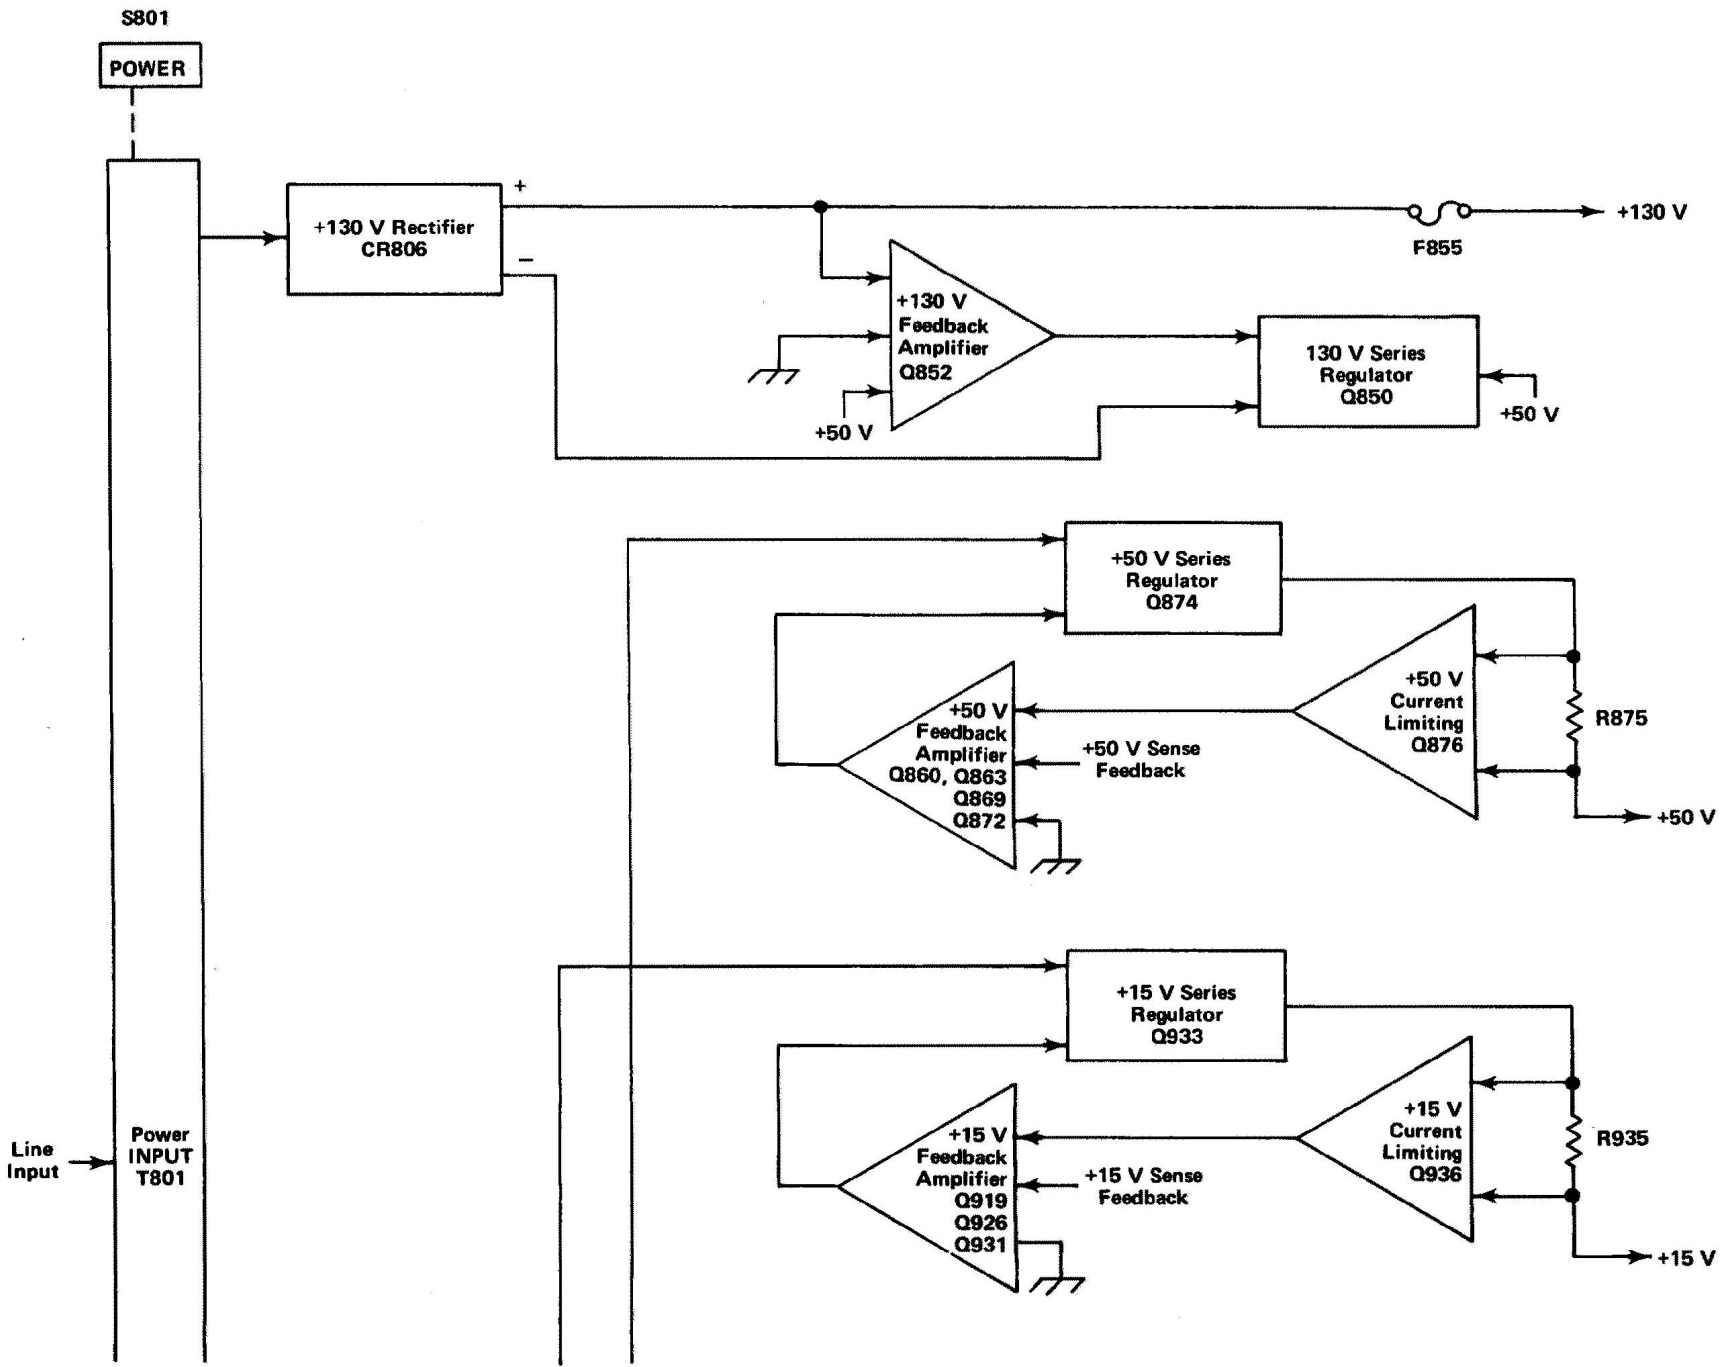 S801
POWER
+
+130 V Rectifier
CR806
−
+130 V
F855
+130 V
Feedback
Amplifier
Q852
+50 V
130 V Series
Regulator
Q850
+50 V
+50 V Series
Regulator
Q874
+50 V
Current
Limiting
Q876
R875
+50 V
Feedback
Amplifier
Q860, Q863
Q869
Q872
+50 V Sense
Feedback
+50 V
+15 V Series
Regulator
Q933
+15 V
Current
Limiting
Q936
R935
+15 V
Feedback
Amplifier
Q919
Q926
Q931
+15 V Sense
Feedback
+15 V
Line
Input
Power
INPUT
T801